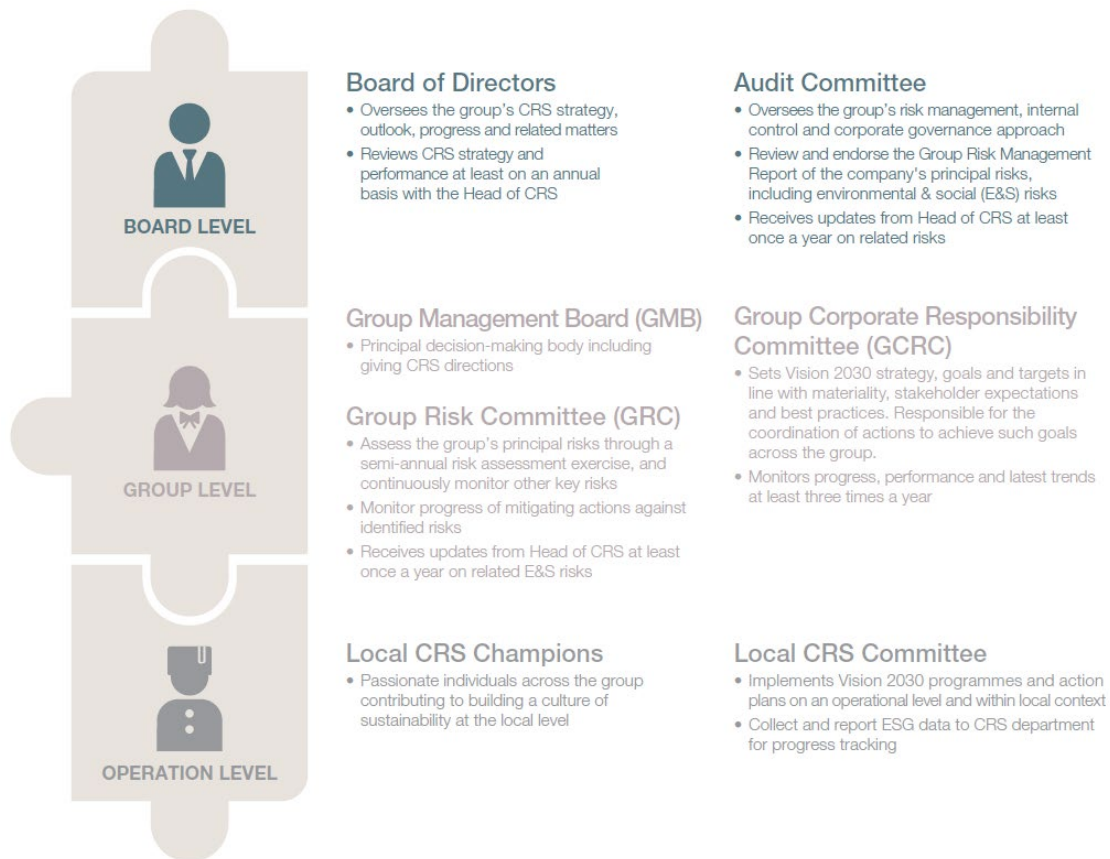 BOARD LEVEL
Board of Directors
• Oversees the group's CRS strategy,
outlook, progress and related matters
• Reviews CRS strategy and
performance at least on an annual
basis with the Head of CRS
Audit Committee
• Oversees the group's risk management, internal
control and corporate governance approach
• Review and endorse the Group Risk Management
Report of the company's principal risks,
including environmental & social (E&S) risks
• Receives updates from Head of CRS at least
once a year on related risks
GROUP LEVEL
Group Management Board (GMB)
• Principal decision-making body including
giving CRS directions
Group Risk Committee (GRC)
• Assess the group's principal risks through a
semi-annual risk assessment exercise, and
continuously monitor other key risks
• Monitor progress of mitigating actions against
identified risks
• Receives updates from Head of CRS at least
once a year on related E&S risks
Group Corporate Responsibility
Committee (GCRC)
• Sets Vision 2030 strategy, goals and targets in
line with materiality, stakeholder expectations
and best practices. Responsible for the
coordination of actions to achieve such goals
across the group.
• Monitors progress, performance and latest trends
at least three times a year
OPERATION LEVEL
Local CRS Champions
• Passionate individuals across the group
contributing to building a culture of
sustainability at the local level
Local CRS Committee
• Implements Vision 2030 programmes and action
plans on an operational level and within local context
• Collect and report ESG data to CRS department
for progress tracking